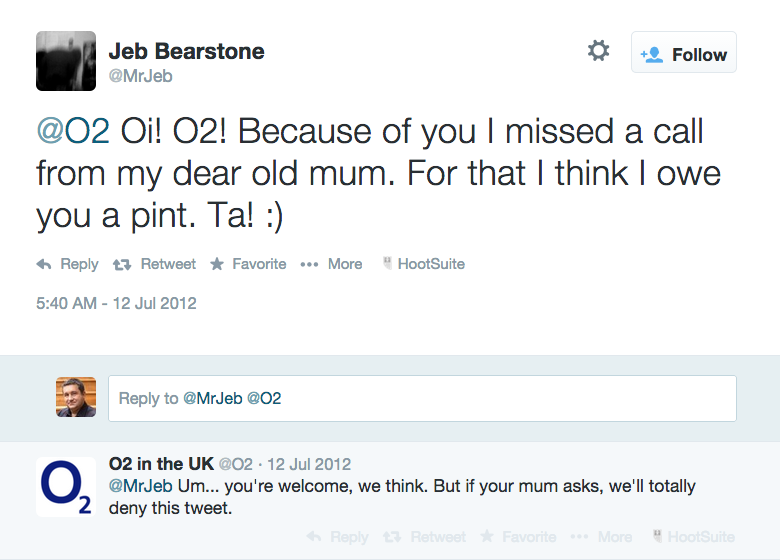 Jeb Bearstone
@MrJeb
Follow
@O2 Oi! O2! Because of you I missed a call
from my dear old mum. For that I think I owe
you a pint. Ta! :)
Reply Retweet Favorite More HootSuite
5:40 AM - 12 Jul 2012
Reply to @MrJeb @O2
O2 in the UK @O2 · 12 Jul 2012
O2
@MrJeb Um... you're welcome, we think. But if your mum asks, we'll totally
deny this tweet.
Reply Retweet Favorite More HootSuite